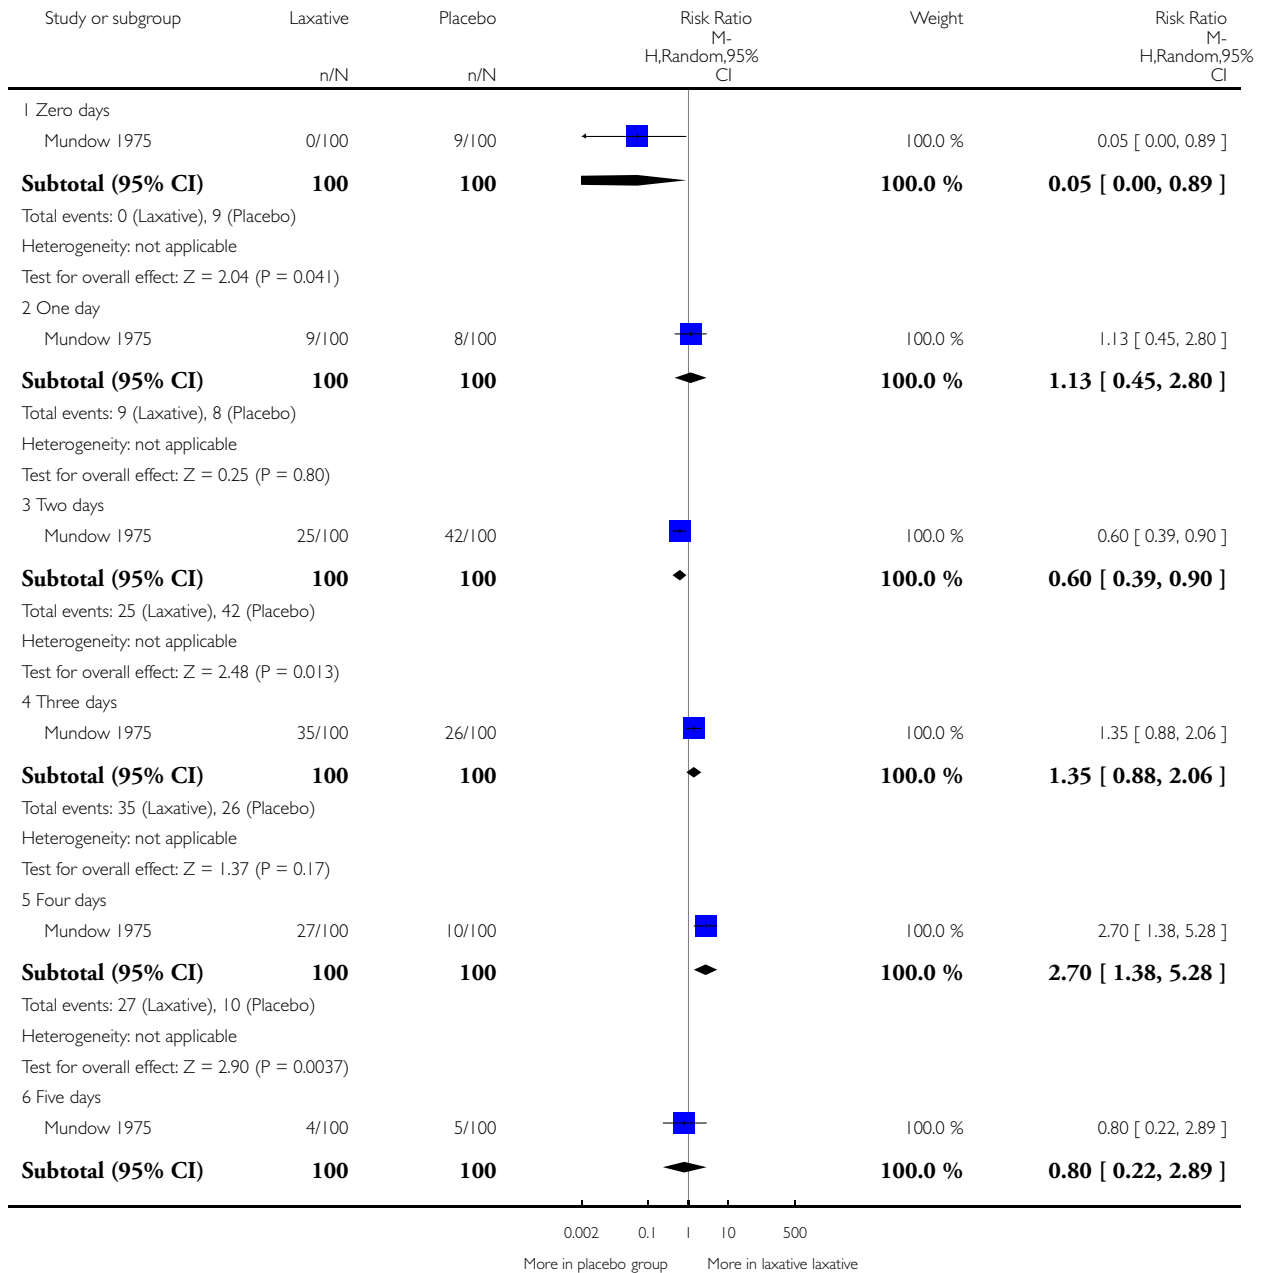 Study or subgroup Laxative Placebo Risk Ratio Weight Risk Ratio
M- M-
H,Random,95% H,Random,95%
n/N n/N CI CI
1 Zero days
Mundow 1975 0/100 9/100 100.0 % 0.05 [ 0.00, 0.89 ]
Subtotal (95% CI) 100 100 100.0 % 0.05 [ 0.00, 0.89 ]
Total events: 0 (Laxative), 9 (Placebo)
Heterogeneity: not applicable
Test for overall effect: Z = 2.04 (P = 0.041)
2 One day
Mundow 1975 9/100 8/100 100.0 % 1.13 [ 0.45, 2.80 ]
Subtotal (95% CI) 100 100 100.0 % 1.13 [ 0.45, 2.80 ]
Total events: 9 (Laxative), 8 (Placebo)
Heterogeneity: not applicable
Test for overall effect: Z = 0.25 (P = 0.80)
3 Two days
Mundow 1975 25/100 42/100 100.0 % 0.60 [ 0.39, 0.90 ]
Subtotal (95% CI) 100 100 100.0 % 0.60 [ 0.39, 0.90 ]
Total events: 25 (Laxative), 42 (Placebo)
Heterogeneity: not applicable
Test for overall effect: Z = 2.48 (P = 0.013)
4 Three days
Mundow 1975 35/100 26/100 100.0 % 1.35 [ 0.88, 2.06 ]
Subtotal (95% CI) 100 100 100.0 % 1.35 [ 0.88, 2.06 ]
Total events: 35 (Laxative), 26 (Placebo)
Heterogeneity: not applicable
Test for overall effect: Z = 1.37 (P = 0.17)
5 Four days
Mundow 1975 27/100 10/100 100.0 % 2.70 [ 1.38, 5.28 ]
Subtotal (95% CI) 100 100 100.0 % 2.70 [ 1.38, 5.28 ]
Total events: 27 (Laxative), 10 (Placebo)
Heterogeneity: not applicable
Test for overall effect: Z = 2.90 (P = 0.0037)
6 Five days
Mundow 1975 4/100 5/100 100.0 % 0.80 [ 0.22, 2.89 ]
Subtotal (95% CI) 100 100 100.0 % 0.80 [ 0.22, 2.89 ]
0.002 0.1 1 10 500
More in placebo group More in laxative laxative